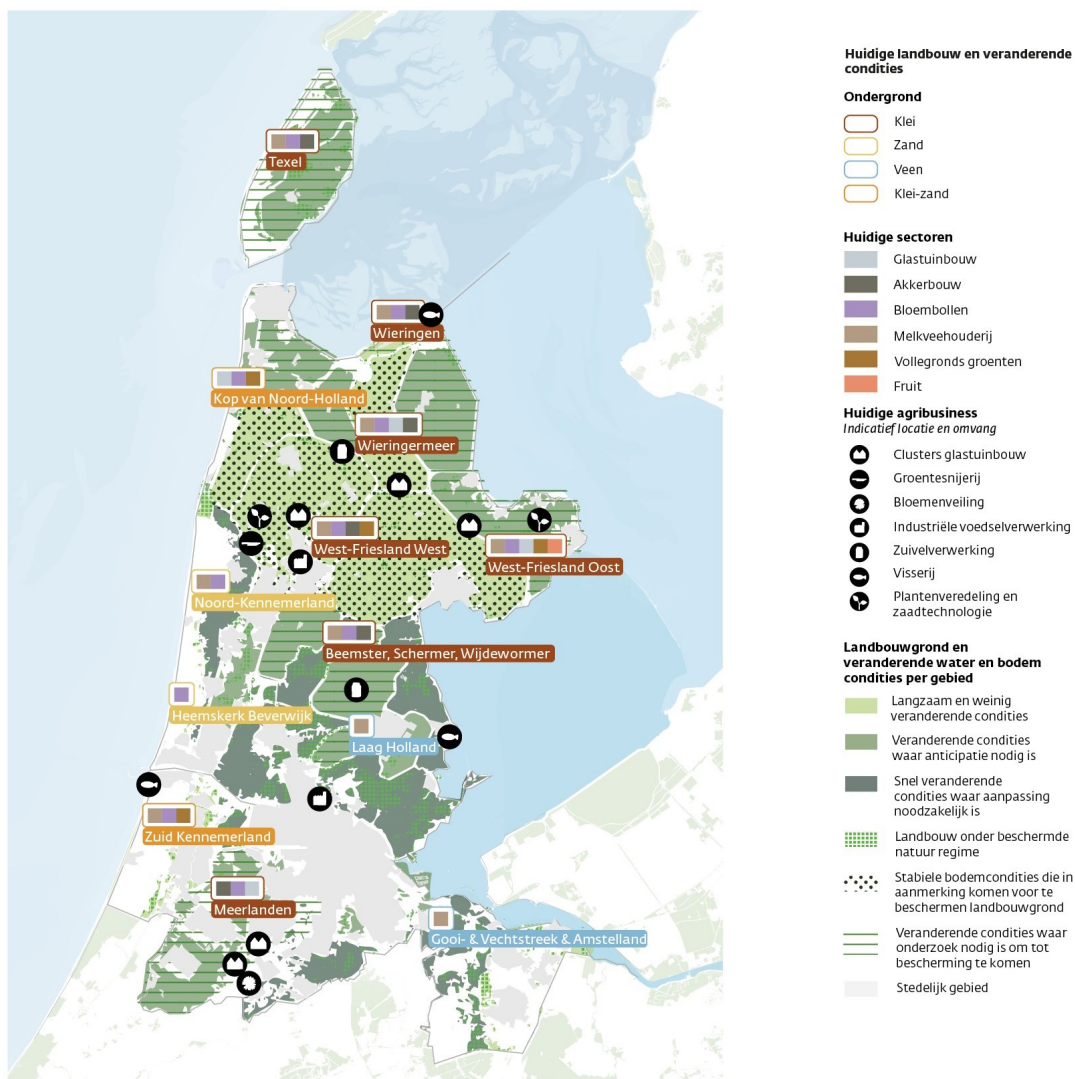 Texel
Wieringen
Kop van Noord-Holland
Wieringermeer
West-Friesland West
West-Friesland Oost
Noord-Kennemerland
Beemster, Schermer, Wijdewormer
Heemskerk Beverwijk
Laag Holland
Zuid Kennemerland
Meerlanden
Gooi- & Vechtstreek & Amstelland
Huidige landbouw en veranderende
condities
Ondergrond
Klei
Zand
Veen
Klei-zand
Huidige sectoren
Glastuinbouw
Akkerbouw
Bloembollen
Melkveehouderij
Vollegronds groenten
Fruit
Huidige agribusiness
Indicatief locatie en omvang
Clusters glastuinbouw
Groentesnijerij
Bloemenveiling
Industriële voedselverwerking
Zuivelverwerking
Visserij
Plantenveredeling en
zaadtechnologie
Landbouwgrond en
veranderende water en bodem
condities per gebied
Langzaam en weinig
veranderende condities
Veranderende condities
waar anticipatie nodig is
Snel veranderende
condities waar aanpassing
noodzakelijk is
Landbouw onder beschermde
natuur regime
Stabiele bodemcondities die in
aanmerking komen voor te
beschermen landbouwgrond
Veranderende condities waar
onderzoek nodig is om tot
bescherming te komen
Stedelijk gebied